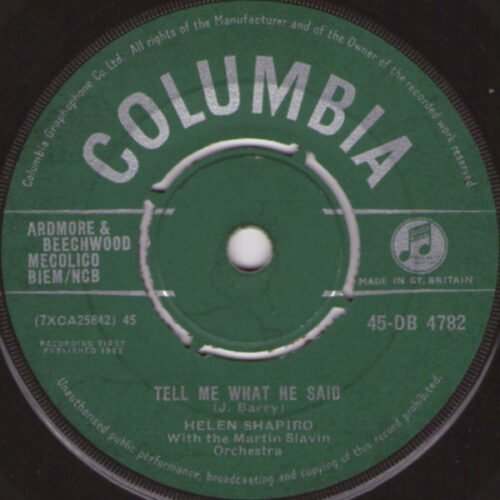 Columbia Graphophone Co. Ltd. All rights of the Manufacturer and of the Owner of the recorded work reserved
COLUMBIA
ARDMORE &
BEECHWOOD
MECOLICO
BIEM/NCB
MADE IN GT. BRITAIN
(7XCA25842) 45
45-DB 4782
RECORDING FIRST
PUBLISHED 1962
TELL ME WHAT HE SAID
(J. Barry)
HELEN SHAPIRO
With the Martin Slavin
Orchestra
Unauthorised public performance, broadcasting and copying of this record prohibited